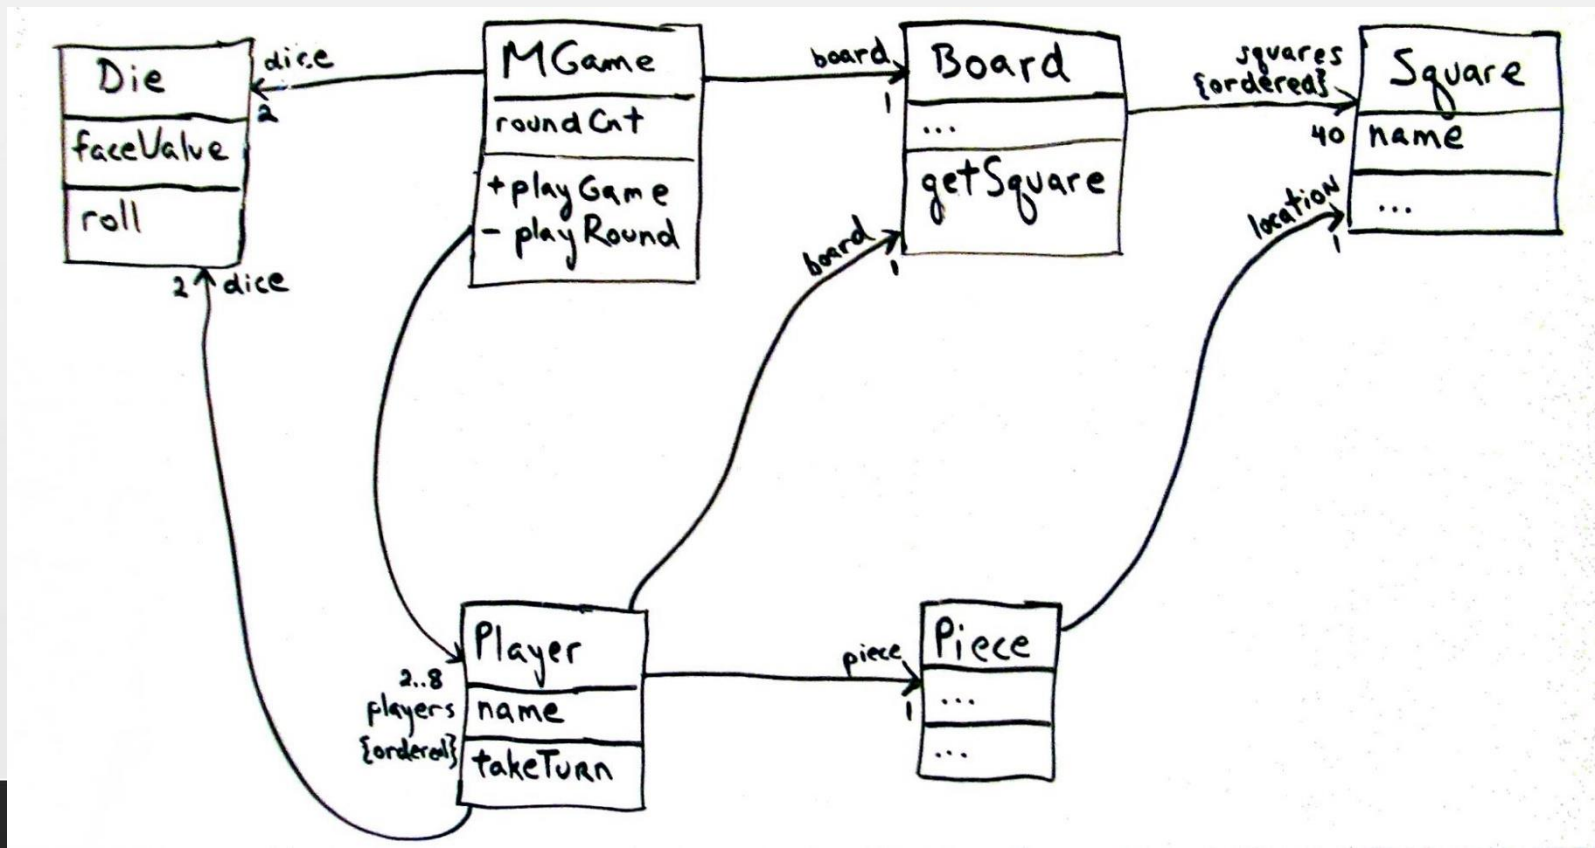 Die
faceValue
roll
dice
2
2 dice
MGame
roundCnt
+playGame
- playRound
board
1
Board
...
getSquare
board
1
squares
{ordered}
40
Square
name
...
location
1
2..8
players
{ordered}
Player
name
takeTurn
piece
1
Piece
...
...